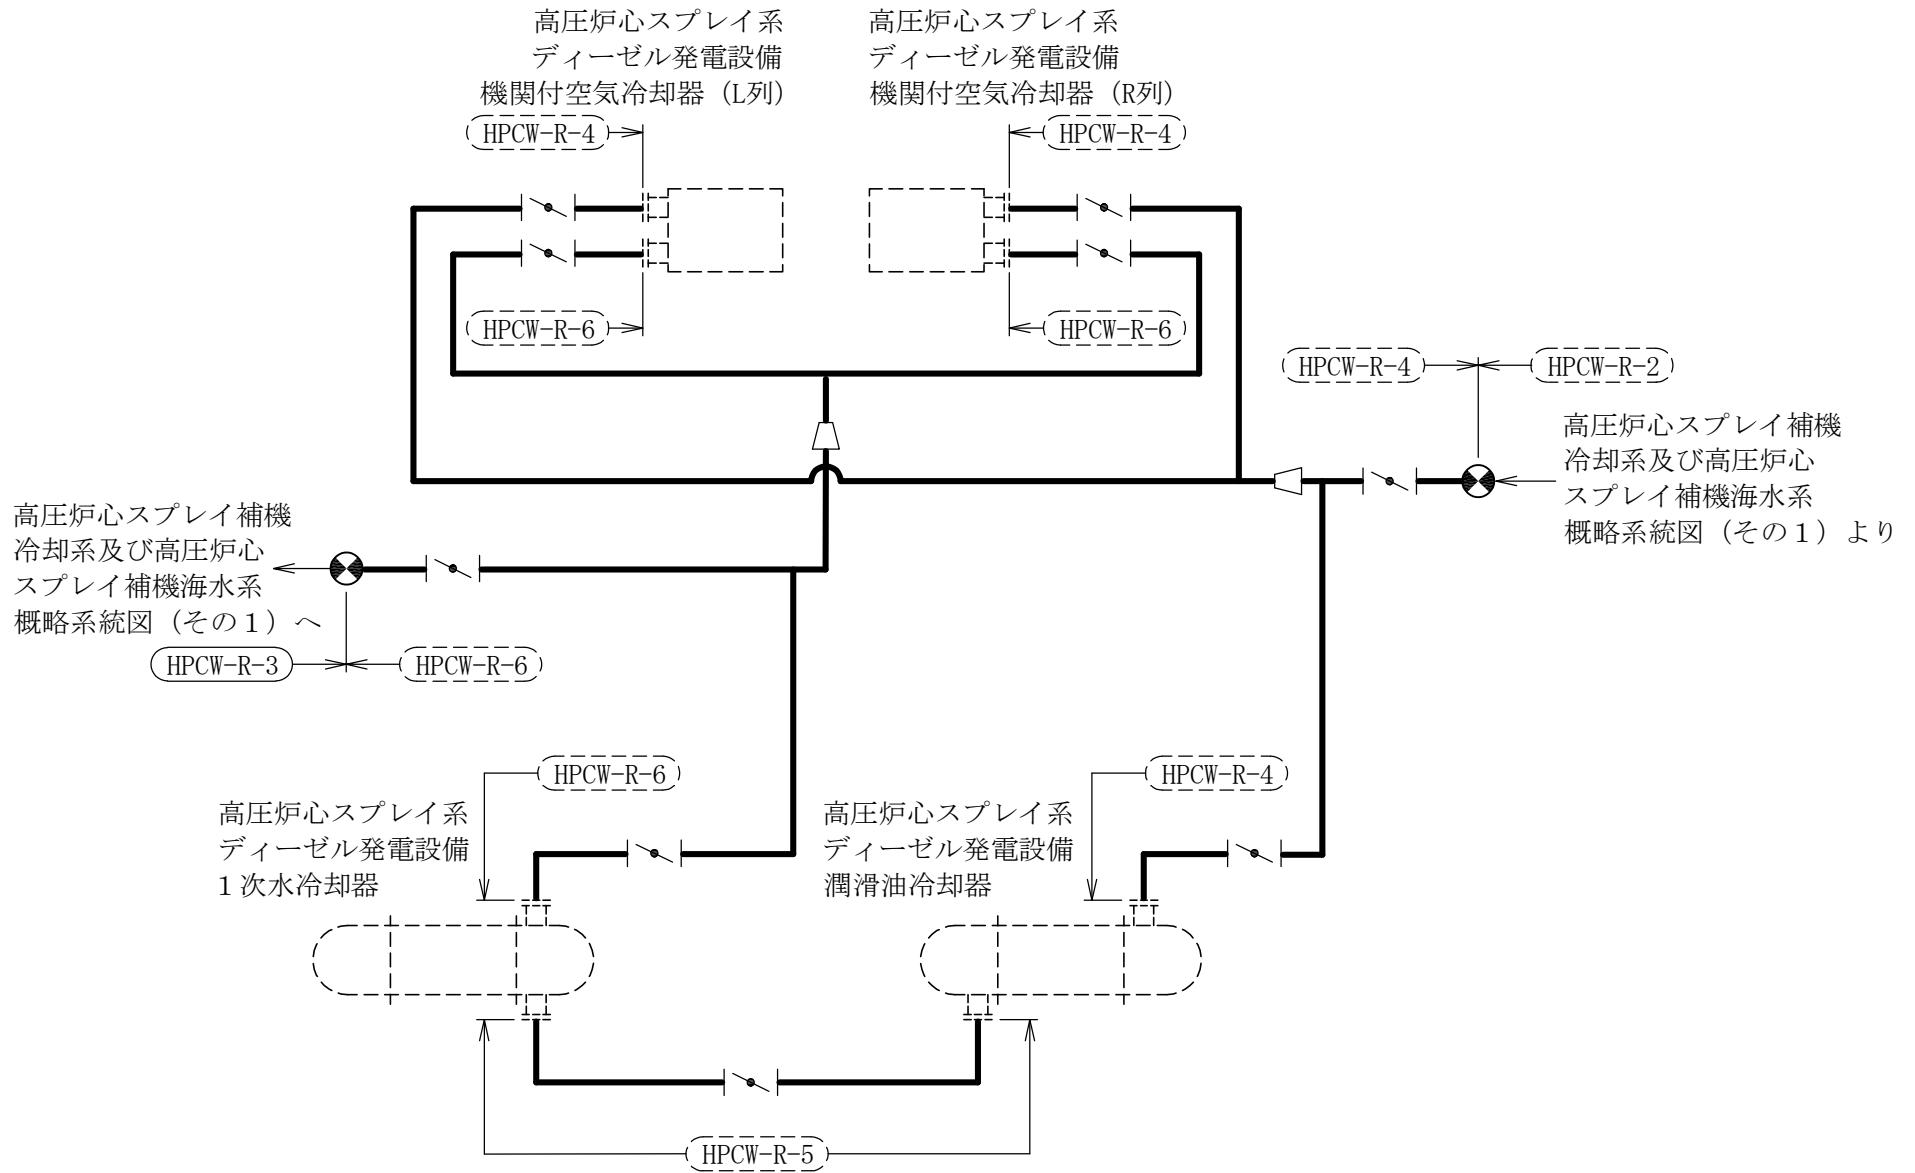 高圧炉心スプレイ系
ディーゼル発電設備
機関付空気冷却器（L列）
高圧炉心スプレイ系
ディーゼル発電設備
機関付空気冷却器（R列）
HPCW-R-4
HPCW-R-4
HPCW-R-6
HPCW-R-6
HPCW-R-4
HPCW-R-2
高圧炉心スプレイ補機
冷却系及び高圧炉心
スプレイ補機海水系
概略系統図（その１）より
高圧炉心スプレイ補機
冷却系及び高圧炉心
スプレイ補機海水系
概略系統図（その１）へ
HPCW-R-3
HPCW-R-6
HPCW-R-6
HPCW-R-4
高圧炉心スプレイ系
ディーゼル発電設備
１次水冷却器
高圧炉心スプレイ系
ディーゼル発電設備
潤滑油冷却器
HPCW-R-5